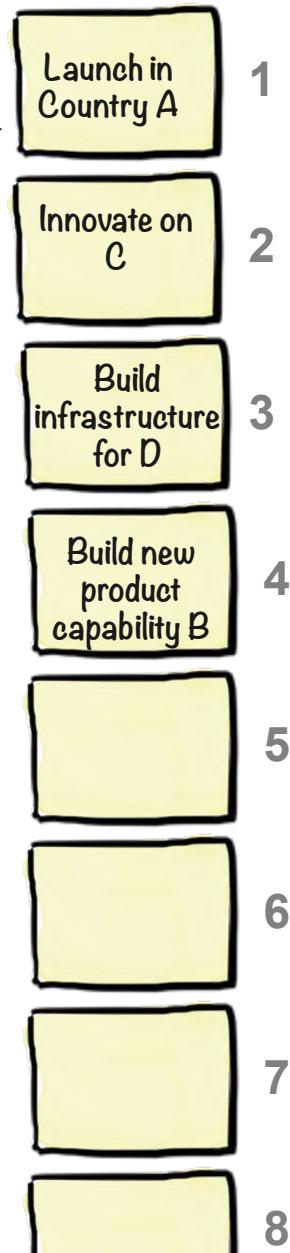 Launch in
Country A
1
Innovate on
C
2
Build
infrastructure
for D
3
Build new
product
capability B
4
5
6
7
8